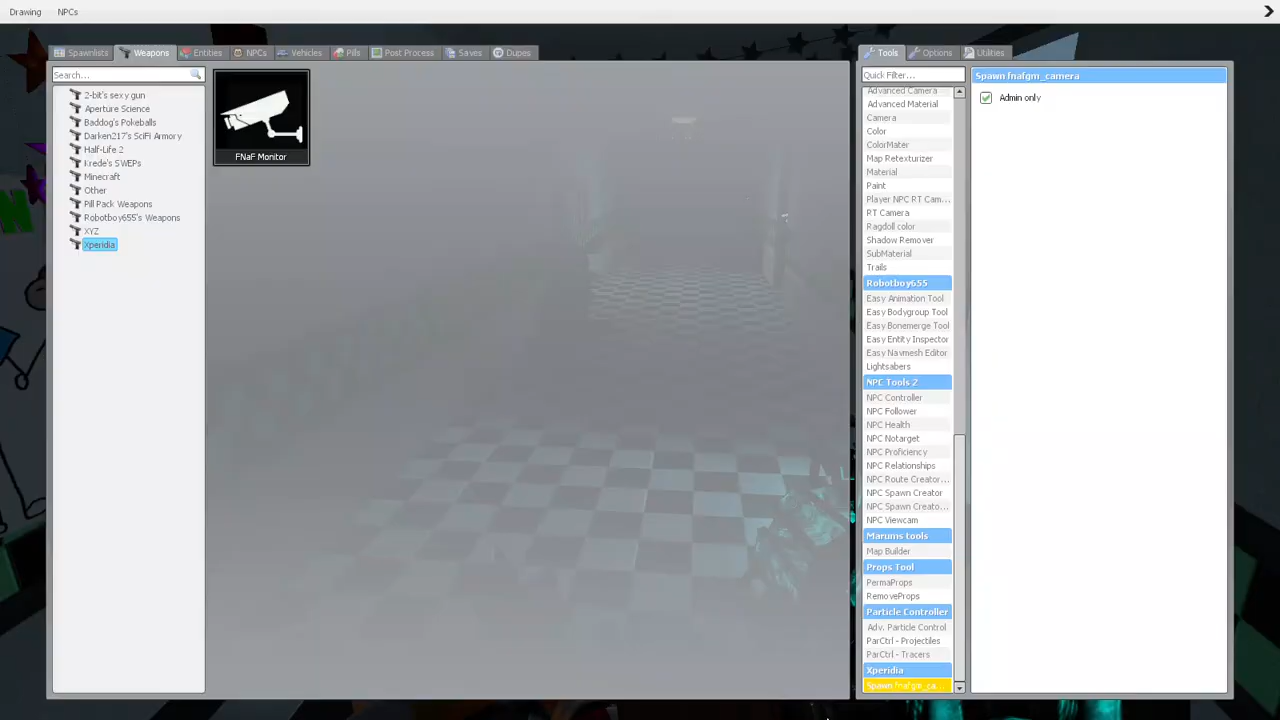 Drawing NPCs
Spawnlists Weapons Entities NPCs Vehicles Pills Post Process Saves Dupes
Tools Options Utilities
Search...
2-bit's sexy gun
Aperture Science
Baddog's Pokeballs
Darken217's SciFi Armory
Half-Life 2
Krede's SWEPs
Minecraft
Other
Pill Pack Weapons
Robotboy655's Weapons
XYZ
Xperidia
FNaF Monitor
Quick Filter...
Advanced Camera
Advanced Material
Camera
Color
ColorMater
Map Retexturizer
Material
Paint
Player NPC RT Cam...
RT Camera
Ragdoll color
Shadow Remover
SubMaterial
Trails
Robotboy655
Easy Animation Tool
Easy Bodygroup Tool
Easy Bonemerge Tool
Easy Entity Inspector
Easy Navmesh Editor
Lightsabers
NPC Tools 2
NPC Controller
NPC Follower
NPC Health
NPC Notarget
NPC Proficiency
NPC Relationships
NPC Route Creator...
NPC Spawn Creator
NPC Spawn Creato...
NPC Viewcam
Marums tools
Map Builder
Props Tool
PermaProps
RemoveProps
Particle Controller
Adv. Particle Control
ParCtrl - Projectiles
ParCtrl - Tracers
Xperidia
Spawn fnafgm_ca...
Spawn fnafgm_camera
Admin only